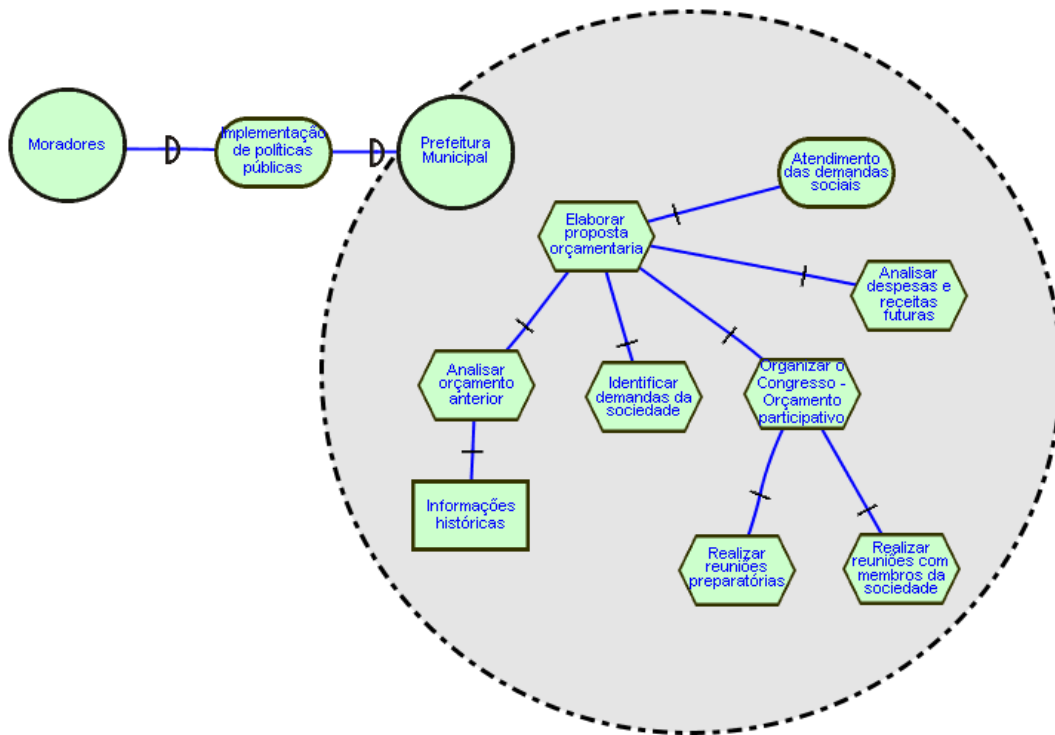 Moradores
Implementação
de políticas
públicas
Prefeitura
Municipal
Atendimento
das demandas
sociais
Elaborar
proposta
orçamentaria
Analisar
despesas e
receitas
futuras
Analisar
orçamento
anterior
Identificar
demandas da
sociedade
Organizar o
Congresso -
Orçamento
participativo
Informações
históricas
Realizar
reuniões
preparatórias
Realizar
reuniões com
membros da
sociedade